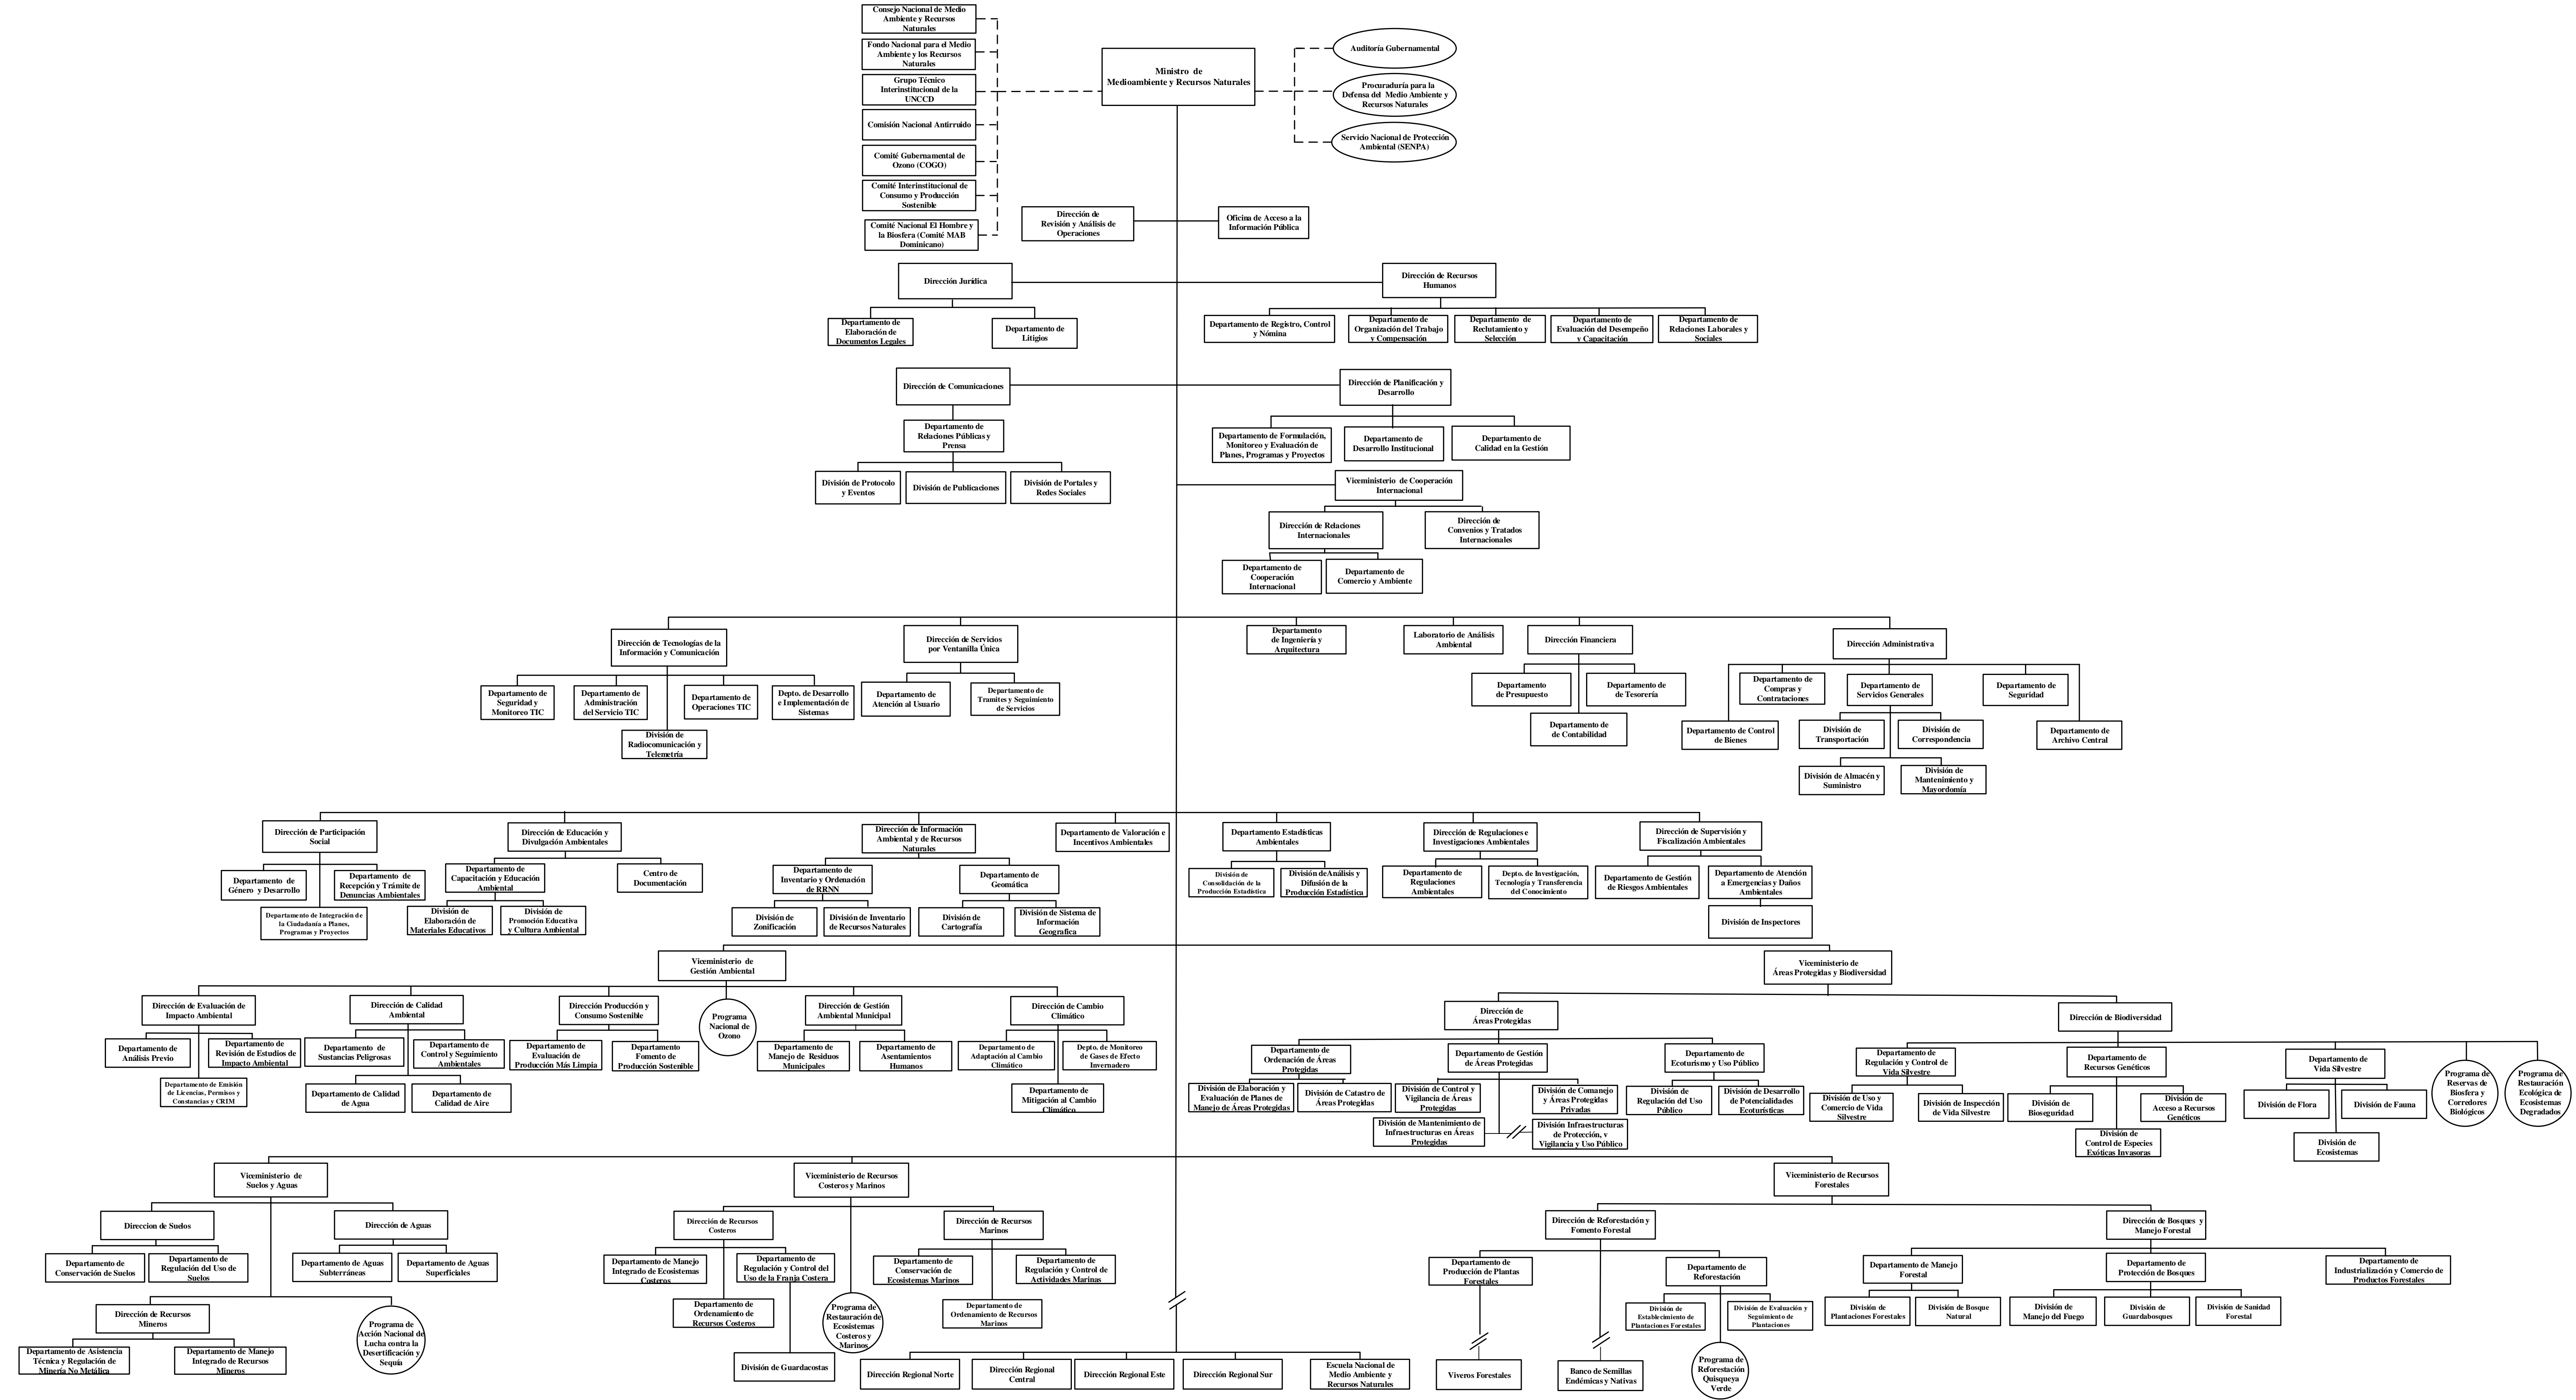 Consejo Nacional de Medio
Ambiente y Recursos
Naturales
Fondo Nacional para el Medio
Ambiente y los Recursos
Naturales
Grupo Técnico
Interinstitucional de la
UNCCD
Comisión Nacional Antirruido
Comité Gubernamental de
Ozono (COGO)
Comité Interinstitucional de
Consumo y Producción
Sostenible
Comité Nacional El Hombre y
la Biosfera (Comité MAB
Dominicano)
Ministro de
Medioambiente y Recursos Naturales
Auditoría Gubernamental
Procuraduría para la
Defensa del Medio Ambiente y
Recursos Naturales
Servicio Nacional de Protección
Ambiental (SENPA)
Dirección de
Revisión y Análisis de
Operaciones
Oficina de Acceso a la
Información Pública
Dirección Jurídica
Dirección de Recursos
Humanos
Departamento de
Elaboración de
Documentos Legales
Departamento de
Litigios
Departamento de Registro, Control
y Nómina
Departamento de
Organización del Trabajo
y Compensación
Departamento de
Reclutamiento y
Selección
Departamento de
Evaluación del Desempeño
y Capacitación
Departamento de
Relaciones Laborales y
Sociales
Dirección de Comunicaciones
Dirección de Planificación y
Desarrollo
Departamento de
Relaciones Públicas y
Prensa
Departamento de Formulación,
Monitoreo y Evaluación de
Planes, Programas y Proyectos
Departamento de
Desarrollo Institucional
Departamento de
Calidad en la Gestión
División de Protocolo
y Eventos
División de Publicaciones
División de Portales y
Redes Sociales
Viceministerio de Cooperación
Internacional
Dirección de Relaciones
Internacionales
Dirección de
Convenios y Tratados
Internacionales
Departamento de
Cooperación
Internacional
Departamento de
Comercio y Ambiente
Dirección de Tecnologías de la
Información y Comunicación
Dirección de Servicios
por Ventanilla Única
Departamento
de Ingeniería y
Arquitectura
Laboratorio de Análisis
Ambiental
Dirección Financiera
Dirección Administrativa
Departamento de
Seguridad y
Monitoreo TIC
Departamento de
Administración
del Servicio TIC
Departamento de
Operaciones TIC
Depto. de Desarrollo
e Implementación de
Sistemas
División de
Radiocomunicación y
Telemetría
Departamento de
Atención al Usuario
Departamento de
Tramites y Seguimiento
de Servicios
Departamento
de Presupuesto
Departamento de
de Tesorería
Departamento de
de Contabilidad
Departamento de
Compras y
Contrataciones
Departamento de
Servicios Generales
Departamento de
Seguridad
Departamento de Control
de Bienes
División de
Transportación
División de
Correspondencia
Departamento de
Archivo Central
División de Almacén y
Suministro
División de
Mantenimiento y
Mayordomía
Dirección de Participación
Social
Dirección de Educación y
Divulgación Ambientales
Dirección de Información
Ambiental y de Recursos
Naturales
Departamento de Valoración e
Incentivos Ambientales
Departamento Estadísticas
Ambientales
Dirección de Regulaciones e
Investigaciones Ambientales
Dirección de Supervisión y
Fiscalización Ambientales
Departamento de
Género y Desarrollo
Departamento de
Recepción y Trámite de
Denuncias Ambientales
Departamento de Integración de
la Ciudadanía a Planes,
Programas y Proyectos
Departamento de
Capacitación y Educación
Ambiental
Centro de
Documentación
División de
Elaboración de
Materiales Educativos
División de
Promoción Educativa
y Cultura Ambiental
Departamento de
Inventario y Ordenación
de RRNN
Departamento de
Geomática
División de
Zonificación
División de Inventario
de Recursos Naturales
División de
Cartografía
División de Sistema de
Información
Geografica
División de
Consolidación de la
Producción Estadística
División deAnálisis y
Difusión de la
Producción Estadística
Departamento de
Regulaciones
Ambientales
Depto. de Investigación,
Tecnología y Transferencia
del Conocimiento
Departamento de Gestión
de Riesgos Ambientales
Departamento de Atención
a Emergencias y Daños
Ambientales
División de Inspectores
Viceministerio de
Gestión Ambiental
Viceministerio de
Áreas Protegidas y Biodiversidad
Dirección de Evaluación de
Impacto Ambiental
Dirección de Calidad
Ambiental
Dirección Producción y
Consumo Sostenible
Programa
Nacional de
Ozono
Dirección de Gestión
Ambiental Municipal
Dirección de Cambio
Climático
Departamento de
Análisis Previo
Departamento de
Revisión de Estudios de
Impacto Ambiental
Departamento de Emisión
de Licencias, Permisos y
Constancias y CRIM
Departamento de
Sustancias Peligrosas
Departamento de
Control y Seguimiento
Ambientales
Departamento de Calidad
de Agua
Departamento de
Calidad de Aire
Departamento de
Evaluación de
Producción Más Limpia
Departamento
Fomento de
Producción Sostenible
Departamento de
Manejo de Residuos
Municipales
Departamento de
Asentamientos
Humanos
Departamento de
Adaptación al Cambio
Climático
Depto. de Monitoreo
de Gases de Efecto
Invernadero
Departamento de
Mitigación al Cambio
Climático
Dirección de
Áreas Protegidas
Dirección de Biodiversidad
Departamento de
Ordenación de Áreas
Protegidas
Departamento de Gestión
de Áreas Protegidas
Departamento de
Ecoturismo y Uso Público
División de Elaboración y
Evaluación de Planes de
Manejo de Áreas Protegidas
División de Catastro de
Áreas Protegidas
División de Control y
Vigilancia de Áreas
Protegidas
División de Comanejo
y Áreas Protegidas
Privadas
División de Mantenimiento de
Infraestructuras en Áreas
Protegidas
División Infraestructuras
de Protección, v
Vigilancia y Uso Público
División de
Regulación del Uso
Público
División de Desarrollo
de Potencialidades
Ecoturísticas
Departamento de
Regulación y Control de
Vida Silvestre
Departamento de
Recursos Genéticos
Departamento de
Vida Silvestre
Programa de
Reservas de
Biosfera y
Corredores
Biológicos
Programa de
Restauración
Ecológica de
Ecosistemas
Degradados
División de Uso y
Comercio de Vida
Silvestre
División de Inspección
de Vida Silvestre
División de
Bioseguridad
División de
Acceso a Recursos
Genéticos
División de
Control de Especies
Exóticas Invasoras
División de Flora
División de Fauna
División de
Ecosistemas
Viceministerio de
Suelos y Aguas
Viceministerio de Recursos
Costeros y Marinos
Viceministerio de Recursos
Forestales
Direccion de Suelos
Dirección de Aguas
Departamento de
Conservación de Suelos
Departamento de
Regulación del Uso de
Suelos
Departamento de Aguas
Subterráneas
Departamento de Aguas
Superficiales
Dirección de Recursos
Mineros
Programa de
Acción Nacional de
Lucha contra la
Desertificación y
Sequía
Departamento de Asistencia
Técnica y Regulación de
Minería No Metálica
Departamento de Manejo
Integrado de Recursos
Mineros
Dirección de Recursos
Costeros
Dirección de Recursos
Marinos
Departamento de Manejo
Integrado de Ecosistemas
Costeros
Departamento de
Regulación y Control del
Uso de la Franja Costera
Departamento de
Ordenamiento de
Recursos Costeros
División de Guardacostas
Programa de
Restauración de
Ecosistemas
Costeros y
Marinos
Departamento de
Conservación de
Ecosistemas Marinos
Departamento de
Regulación y Control de
Actividades Marinas
Departamento de
Ordenamiento de Recursos
Marinos
Dirección de Reforestación y
Fomento Forestal
Dirección de Bosques y
Manejo Forestal
Departamento de
Producción de Plantas
Forestales
Departamento de
Reforestación
División de
Establecimiento de
Plantaciones Forestales
División de Evaluación y
Seguimiento de
Plantaciones
Departamento de Manejo
Forestal
Departamento de
Protección de Bosques
Departamento de
Industrialización y Comercio de
Productos Forestales
División de
Plantaciones Forestales
División de Bosque
Natural
División de
Manejo del Fuego
División de
Guardabosques
División de Sanidad
Forestal
Dirección Regional Norte
Dirección Regional
Central
Dirección Regional Este
Dirección Regional Sur
Escuela Nacional de
Medio Ambiente y
Recursos Naturales
Viveros Forestales
Banco de Semillas
Endémicas y Nativas
Programa de
Reforestación
Quisqueya
Verde